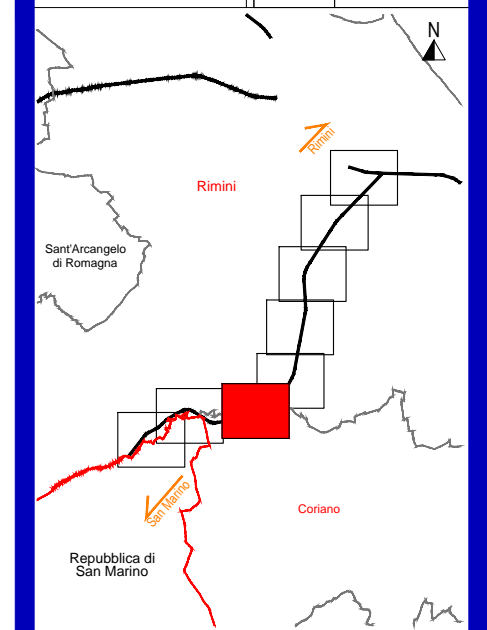 N
Rimini
Rimini
Sant'Arcangelo
di Romagna
San Marino
Coriano
Repubblica di
San Marino